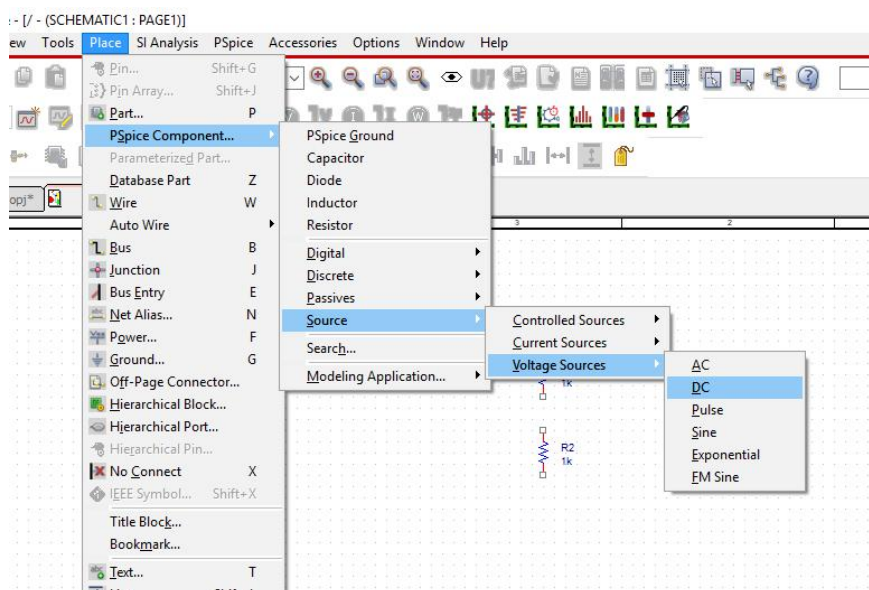 - [/ - (SCHEMATIC1 : PAGE1)]
ew Tools Place SI Analysis PSpice Accessories Options Window Help
Pin... Shift+G
Pin Array... Shift+J
Part... P
PSpice Component...
Parameterized Part...
Database Part Z
Wire W
Auto Wire
Bus B
Junction J
Bus Entry E
Net Alias... N
Power... F
Ground... G
Off-Page Connector...
Hierarchical Block...
Hierarchical Port...
Hierarchical Pin...
No Connect X
IEEE Symbol... Shift+X
Title Block...
Bookmark...
Text... T
PSpice Ground
Capacitor
Diode
Inductor
Resistor
Digital
Discrete
Passives
Source
Search...
Modeling Application...
Controlled Sources
Current Sources
Voltage Sources
AC
DC
Pulse
Sine
Exponential
FM Sine
opj*
3
2
1k
R2
1k